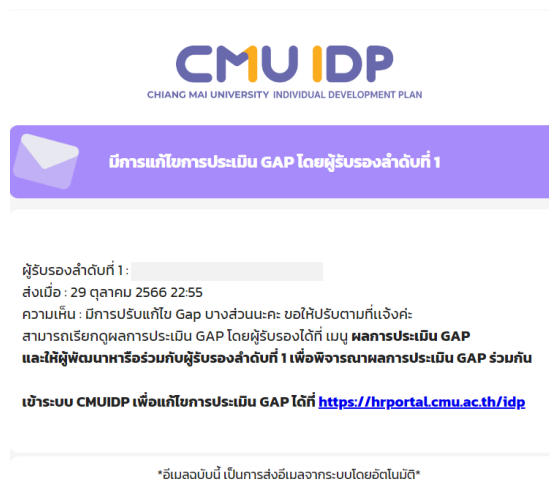 CMU IDP
CHIANG MAI UNIVERSITY INDIVIDUAL DEVELOPMENT PLAN
มีการแก้ไขการประเมิน GAP โดยผู้รับรองลำดับที่ 1
ผู้รับรองลำดับที่ 1 :
ส่งเมื่อ : 29 ตุลาคม 2566 22:55
ความเห็น : มีการปรับแก้ไข Gap บางส่วนนะคะ ขอให้ปรับตามที่แจ้งค่ะ
สามารถเรียกดูผลการประเมิน GAP โดยผู้รับรองได้ที่ เมนู ผลการประเมิน GAP
และให้ผู้พัฒนาหารือร่วมกับผู้รับรองลำดับที่ 1 เพื่อพิจารณาผลการประเมิน GAP ร่วมกัน
เข้าระบบ CMUIDP เพื่อแก้ไขการประเมิน GAP ได้ที่ https://hrportal.cmu.ac.th/idp
*อีเมลฉบับนี้ เป็นการส่งอีเมลจากระบบโดยอัตโนมัติ*